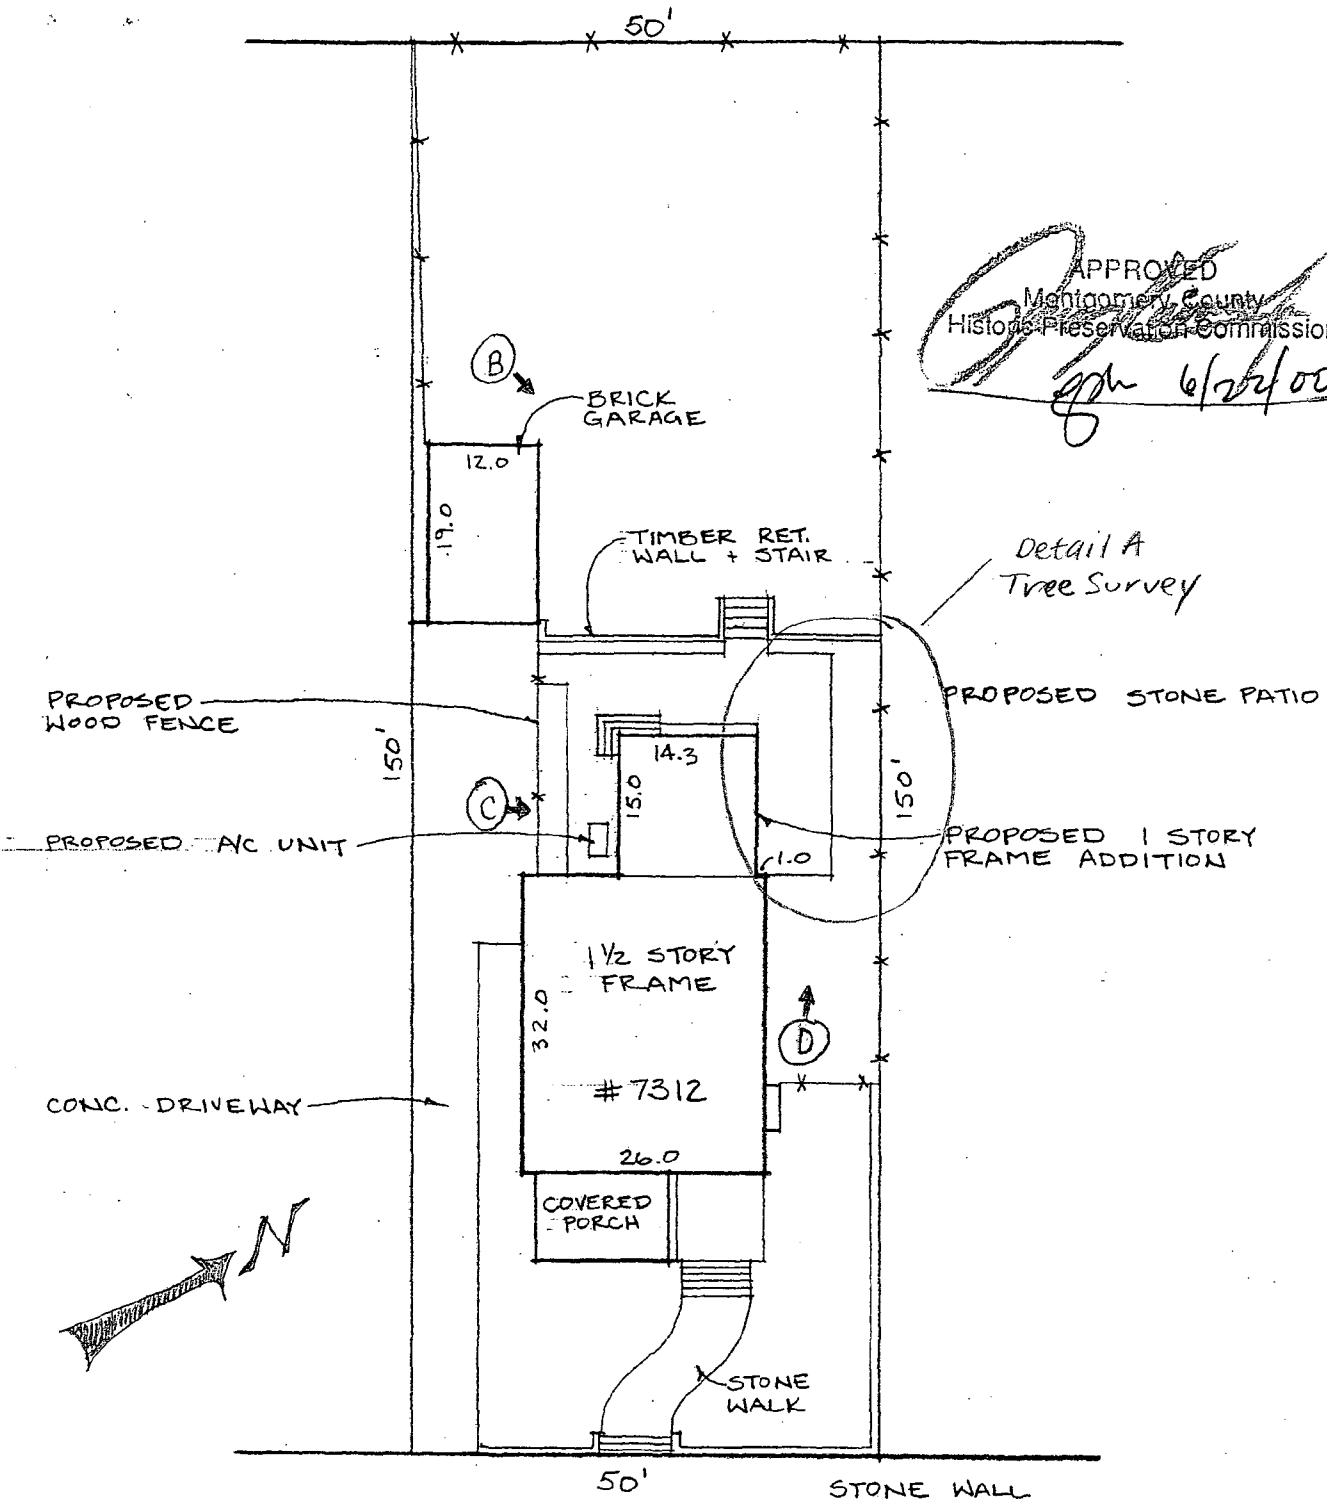 50'
APPROVED
Montgomery County
Historic Preservation Commission
6/22/00
B
BRICK
GARAGE
12.0
19.0
TIMBER RET.
WALL + STAIR
Detail A
Tree Survey
PROPOSED
WOOD FENCE
PROPOSED STONE PATIO
150'
14.3
15.0
150'
C
PROPOSED A/C UNIT
PROPOSED 1 STORY
FRAME ADDITION
1.0
1 1/2 STORY
FRAME
32.0
D
# 7312
CONC. DRIVEWAY
26.0
COVERED
PORCH
N
STONE
WALK
50'
STONE WALL